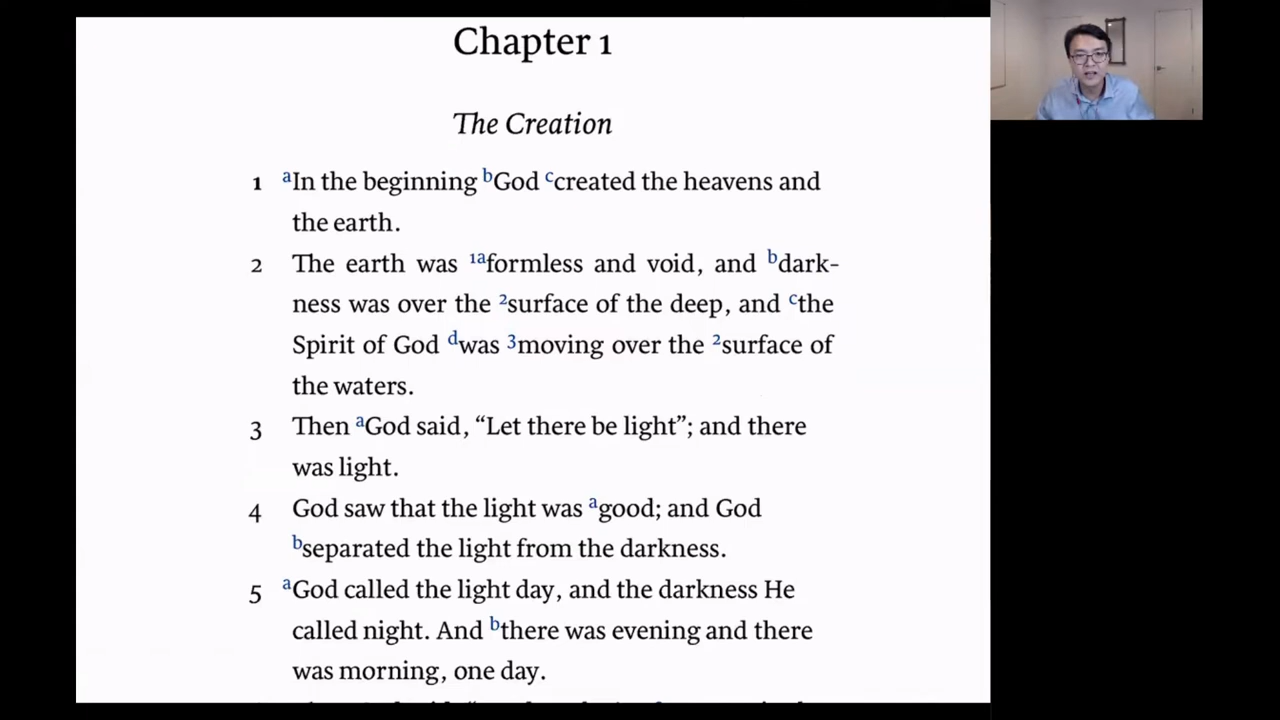 Chapter 1
The Creation
1 aIn the beginning bGod ccreated the heavens and
the earth.
2 The earth was 1aformless and void, and bdark-
ness was over the 2surface of the deep, and cthe
Spirit of God dwas 3moving over the 2surface of
the waters.
3 Then aGod said, “Let there be light”; and there
was light.
4 God saw that the light was agood; and God
bseparated the light from the darkness.
5 aGod called the light day, and the darkness He
called night. And bthere was evening and there
was morning, one day.